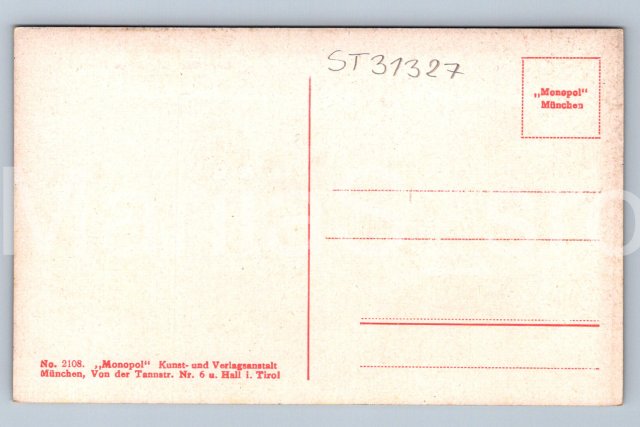 ST31327
„Monopol“
München
No. 2108. „Monopol“ Kunst- und Verlagsanstalt
München, Von der Tannstr. Nr. 6 u. Hall i. Tirol